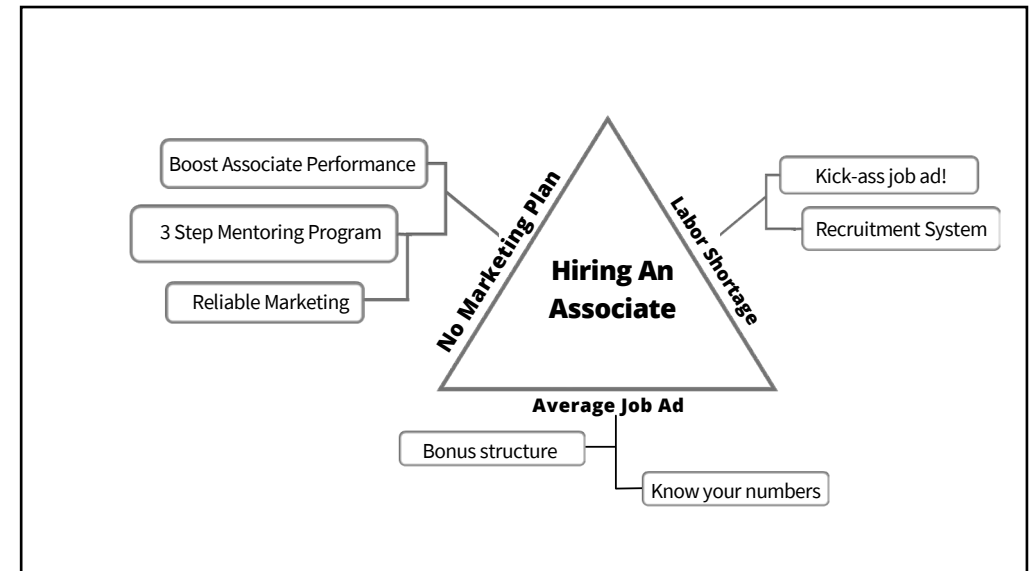 Boost Associate Performance
3 Step Mentoring Program
Reliable Marketing
No Marketing Plan
Hiring An
Associate
Labor Shortage
Kick-ass job ad!
Recruitment System
Average Job Ad
Bonus structure
Know your numbers